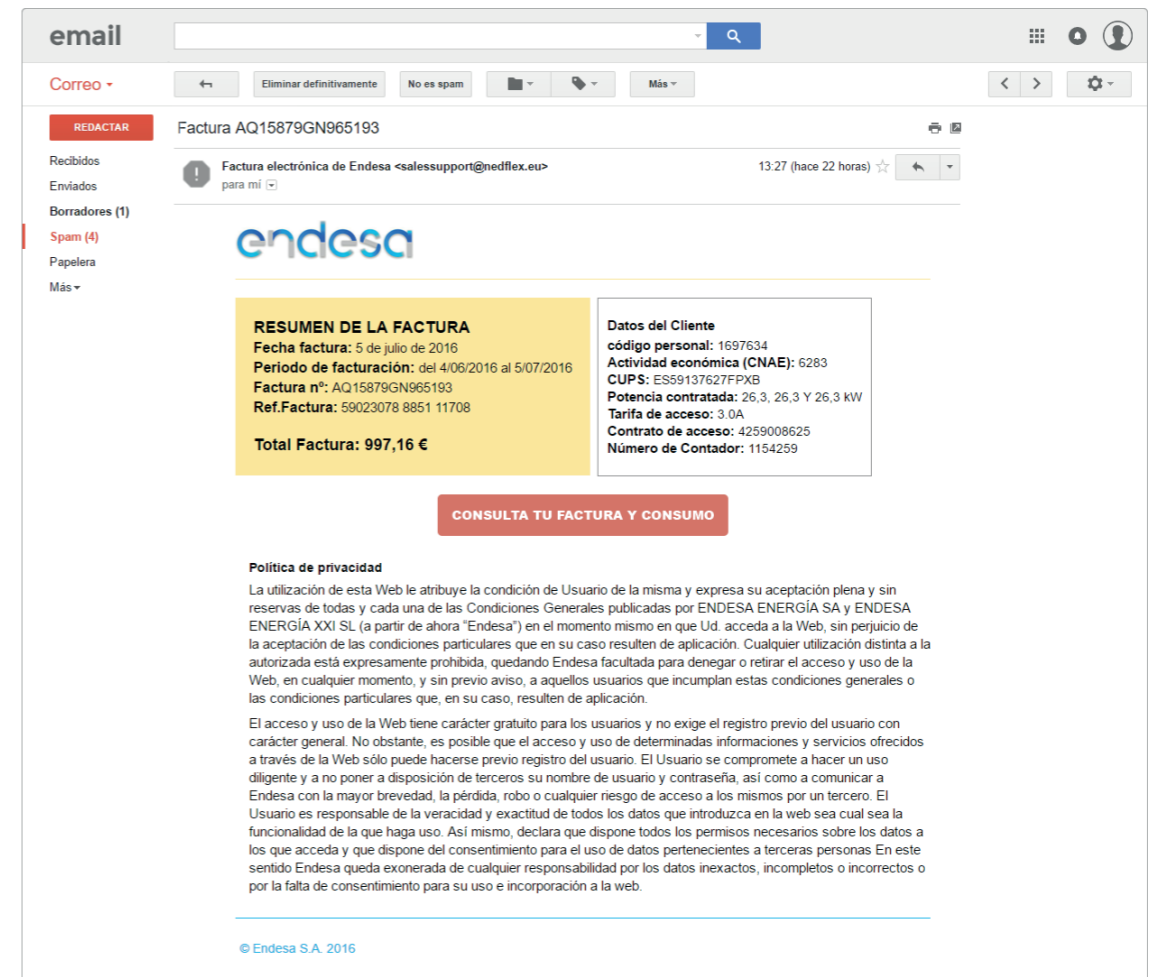 email
Correo
Eliminar definitivamente
No es spam
Más
REDACTAR
Recibidos
Enviados
Borradores (1)
Spam (4)
Papelera
Más
Factura AQ15879GN965193
Factura electrónica de Endesa <salessupport@nedflex.eu>
13:27 (hace 22 horas)
para mí
endesa
RESUMEN DE LA FACTURA
Fecha factura: 5 de julio de 2016
Periodo de facturación: del 4/06/2016 al 5/07/2016
Factura nº: AQ15879GN965193
Ref.Factura: 59023078 8851 11708
Total Factura: 997,16 €
Datos del Cliente
código personal: 1697634
Actividad económica (CNAE): 6283
CUPS: ES59137627FPXB
Potencia contratada: 26,3, 26,3 Y 26,3 kW
Tarifa de acceso: 3.0A
Contrato de acceso: 4259008625
Número de Contador: 1154259
CONSULTA TU FACTURA Y CONSUMO
Política de privacidad
La utilización de esta Web le atribuye la condición de Usuario de la misma y expresa su aceptación plena y sin
reservas de todas y cada una de las Condiciones Generales publicadas por ENDESA ENERGÍA SA y ENDESA
ENERGÍA XXI SL (a partir de ahora “Endesa”) en el momento mismo en que Ud. acceda a la Web, sin perjuicio de
la aceptación de las condiciones particulares que en su caso resulten de aplicación. Cualquier utilización distinta a la
autorizada está expresamente prohibida, quedando Endesa facultada para denegar o retirar el acceso y uso de la
Web, en cualquier momento, y sin previo aviso, a aquellos usuarios que incumplan estas condiciones generales o
las condiciones particulares que, en su caso, resulten de aplicación.
El acceso y uso de la Web tiene carácter gratuito para los usuarios y no exige el registro previo del usuario con
carácter general. No obstante, es posible que el acceso y uso de determinadas informaciones y servicios ofrecidos
a través de la Web sólo puede hacerse previo registro del usuario. El Usuario se compromete a hacer un uso
diligente y a no poner a disposición de terceros su nombre de usuario y contraseña, así como a comunicar a
Endesa con la mayor brevedad, la pérdida, robo o cualquier riesgo de acceso a los mismos por un tercero. El
Usuario es responsable de la veracidad y exactitud de todos los datos que introduzca en la web sea cual sea la
funcionalidad de la que haga uso. Así mismo, declara que dispone todos los permisos necesarios sobre los datos a
los que acceda y que dispone del consentimiento para el uso de datos pertenecientes a terceras personas En este
sentido Endesa queda exonerada de cualquier responsabilidad por los datos inexactos, incompletos o incorrectos o
por la falta de consentimiento para su uso e incorporación a la web.
© Endesa S.A. 2016